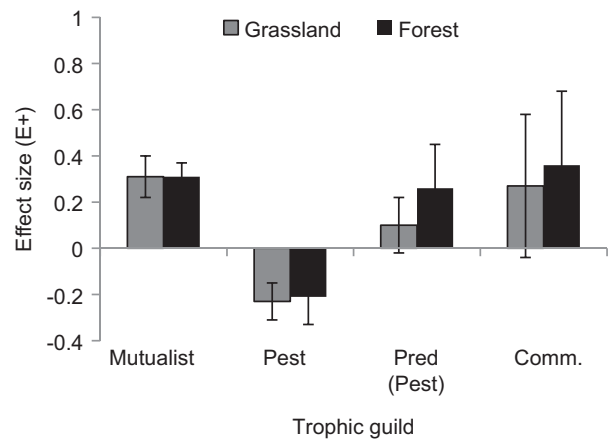 1
Grassland
Forest
0.8
0.6
0.4
0.2
0
-0.2
-0.4
Effect size (E+)
Mutualist
Pest
Pred
(Pest)
Comm.
Trophic guild